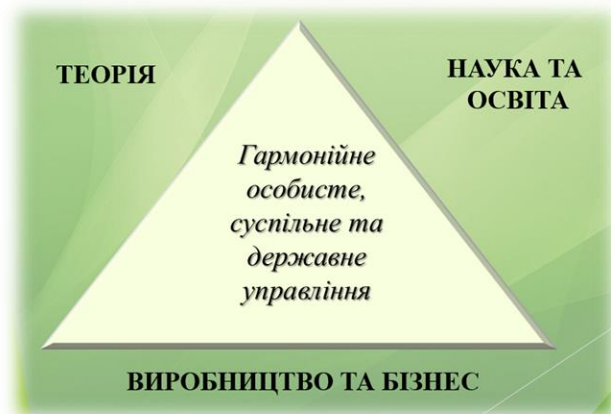 ТЕОРІЯ
НАУКА ТА
ОСВІТА
Гармонійне
особисте,
суспільне та
державне
управління
ВИРОБНИЦТВО ТА БІЗНЕС